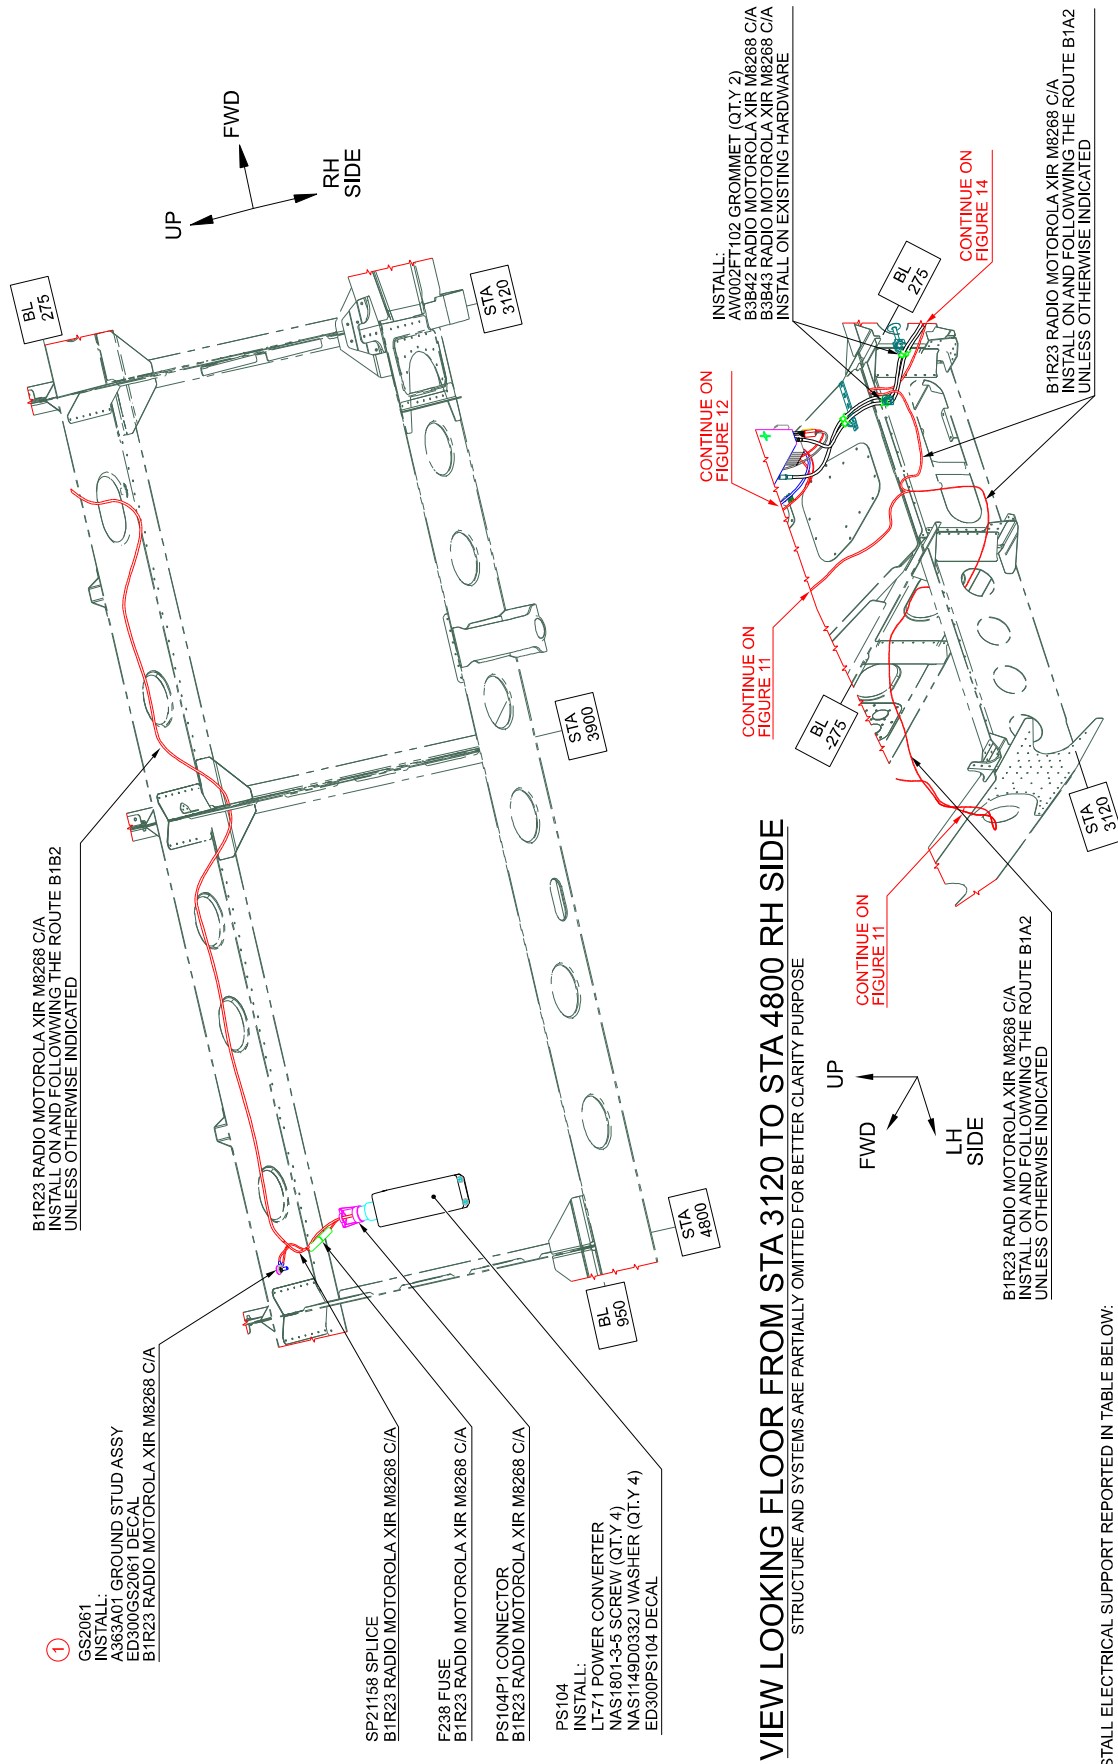 1
GS2061
INSTALL:
A363A01 GROUND STUD ASSY
ED300GS2061 DECAL
B1R23 RADIO MOTOROLA XIR M8268 C/A
B1R23 RADIO MOTOROLA XIR M8268 C/A
INSTALL ON AND FOLLOWWING THE ROUTE B1B2
UNLESS OTHERWISE INDICATED
BL
275
UP
FWD
RH
SIDE
STA
3120
STA
3900
STA
4800
BL
950
SP21158 SPLICE
B1R23 RADIO MOTOROLA XIR M8268 C/A
F238 FUSE
B1R23 RADIO MOTOROLA XIR M8268 C/A
PS104P1 CONNECTOR
B1R23 RADIO MOTOROLA XIR M8268 C/A
PS104
INSTALL:
LT-71 POWER CONVERTER
NAS1801-3-5 SCREW (QT.Y 4)
NAS1149D0332J WASHER (QT.Y 4)
ED300PS104 DECAL
VIEW LOOKING FLOOR FROM STA 3120 TO STA 4800 RH SIDE
STRUCTURE AND SYSTEMS ARE PARTIALLY OMITTED FOR BETTER CLARITY PURPOSE
INSTALL:
AW002FT102 GROMMET (QT.Y 2)
B3B42 RADIO MOTOROLA XIR M8268 C/A
B3B43 RADIO MOTOROLA XIR M8268 C/A
INSTALL ON EXISTING HARDWARE
CONTINUE ON
FIGURE 12
BL
275
CONTINUE ON
FIGURE 14
CONTINUE ON
FIGURE 11
BL
-275
B1R23 RADIO MOTOROLA XIR M8268 C/A
INSTALL ON AND FOLLOWWING THE ROUTE B1A2
UNLESS OTHERWISE INDICATED
STA
3120
CONTINUE ON
FIGURE 11
UP
FWD
LH
SIDE
B1R23 RADIO MOTOROLA XIR M8268 C/A
INSTALL ON AND FOLLOWWING THE ROUTE B1A2
UNLESS OTHERWISE INDICATED
STALL ELECTRICAL SUPPORT REPORTED IN TABLE BELOW: